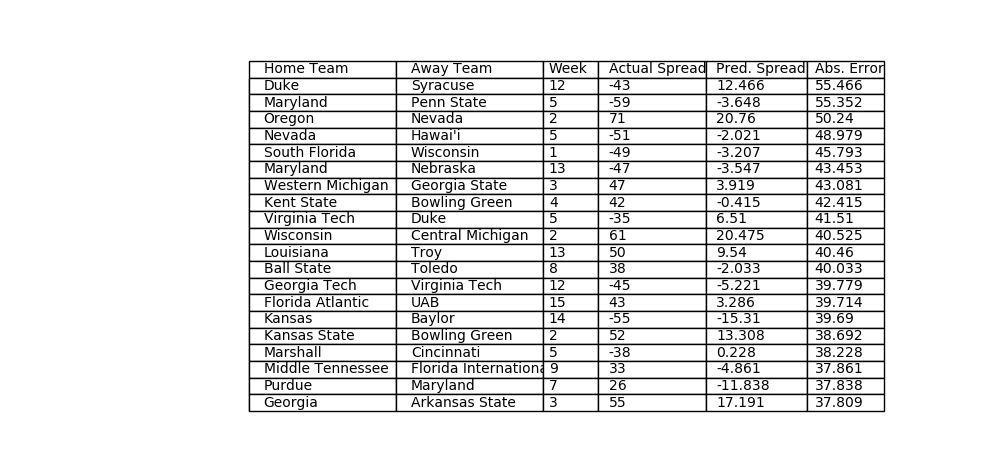 Home Team Away Team Week Actual Spread Pred. Spread Abs. Error
Duke Syracuse 12 -43 12.466 55.466
Maryland Penn State 5 -59 -3.648 55.352
Oregon Nevada 2 71 20.76 50.24
Nevada Hawai'i 5 -51 -2.021 48.979
South Florida Wisconsin 1 -49 -3.207 45.793
Maryland Nebraska 13 -47 -3.547 43.453
Western Michigan Georgia State 3 47 3.919 43.081
Kent State Bowling Green 4 42 -0.415 42.415
Virginia Tech Duke 5 -35 6.51 41.51
Wisconsin Central Michigan 2 61 20.475 40.525
Louisiana Troy 13 50 9.54 40.46
Ball State Toledo 8 38 -2.033 40.033
Georgia Tech Virginia Tech 12 -45 -5.221 39.779
Florida Atlantic UAB 15 43 3.286 39.714
Kansas Baylor 14 -55 -15.31 39.69
Kansas State Bowling Green 2 52 13.308 38.692
Marshall Cincinnati 5 -38 0.228 38.228
Middle Tennessee Florida Internationa 9 33 -4.861 37.861
Purdue Maryland 7 26 -11.838 37.838
Georgia Arkansas State 3 55 17.191 37.809